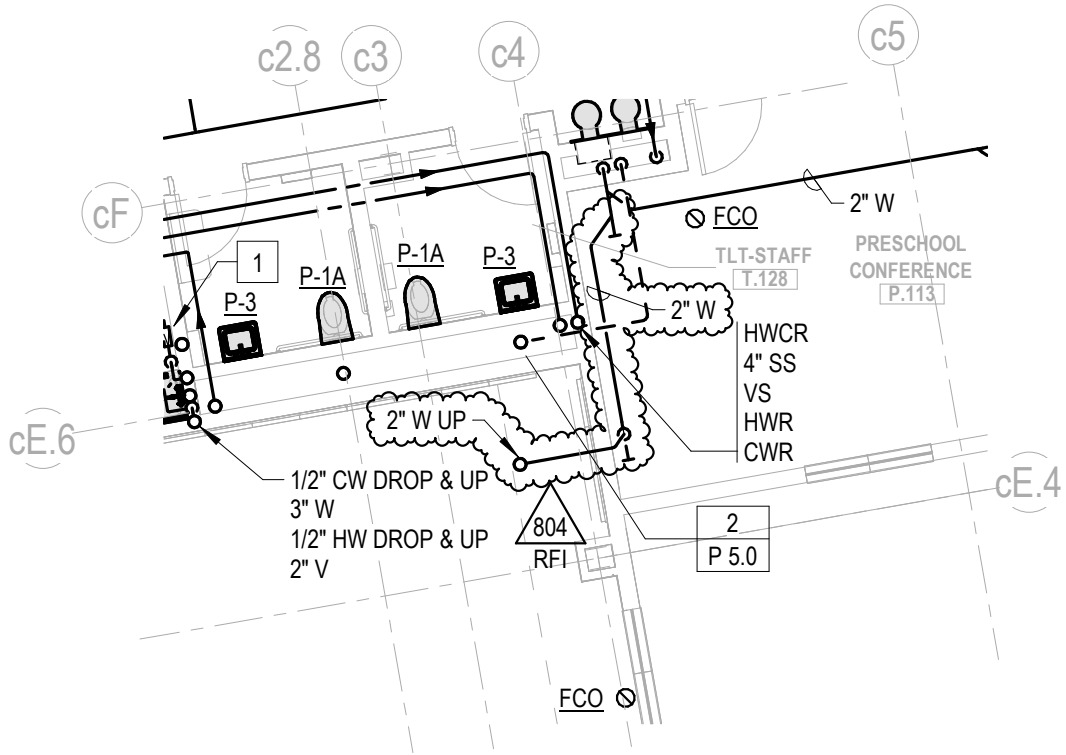 c2.8
c3
c4
c5
cF
1
P-3
P-1A
P-1A
P-3
FCO
2" W
TLT-STAFF
T.128
PRESCHOOL
CONFERENCE
P.113
2" W
HWCR
4" SS
VS
HWR
CWR
cE.6
2" W UP
1/2" CW DROP & UP
3" W
1/2" HW DROP & UP
2" V
804
RFI
2
P 5.0
cE.4
FCO